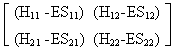 [ (H₁₁ -ES₁₁) (H₁₂-ES₁₂)
(H₂₁ -ES₂₁) (H₂₂-ES₂₂) ]